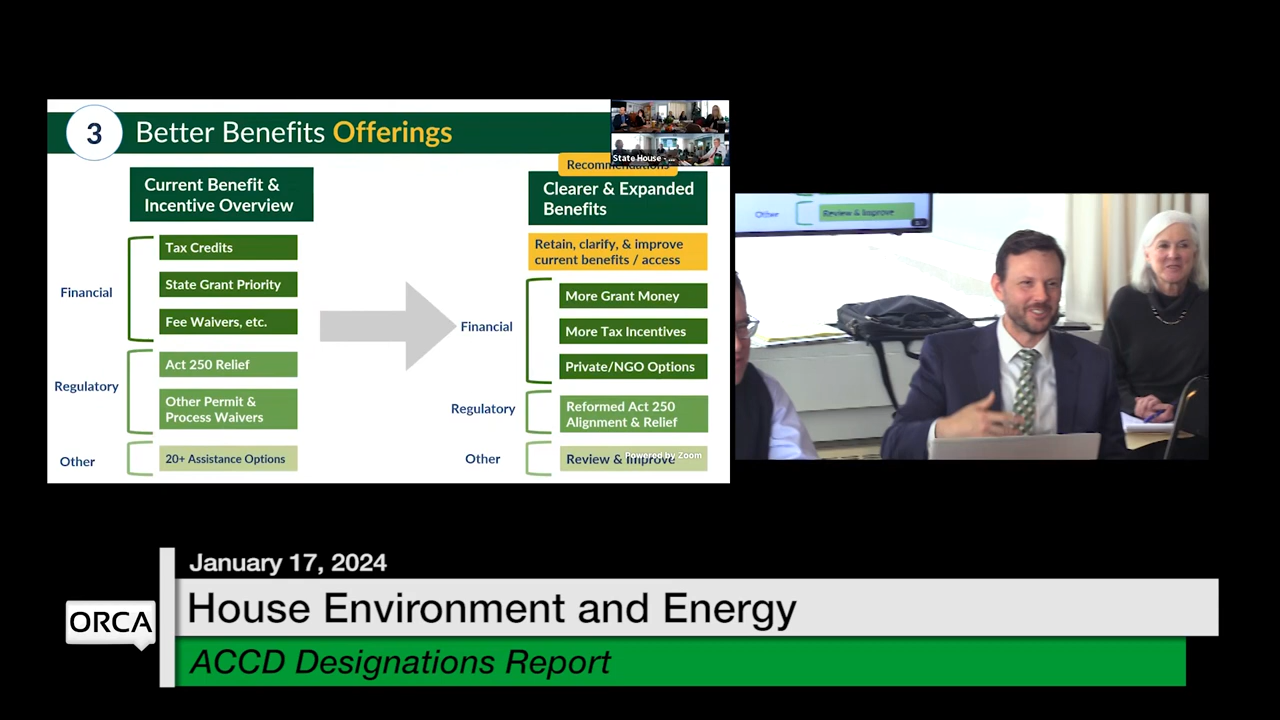 3
Better Benefits Offerings
State House - ...
Recommendations
Current Benefit &
Incentive Overview
Financial
Tax Credits
State Grant Priority
Fee Waivers, etc.
Regulatory
Act 250 Relief
Other Permit &
Process Waivers
Other
20+ Assistance Options
Clearer & Expanded
Benefits
Retain, clarify, & improve
current benefits / access
Financial
More Grant Money
More Tax Incentives
Private/NGO Options
Regulatory
Reformed Act 250
Alignment & Relief
Other
Review & Improve
Powered by Zoom
Other
Review & Improve
January 17, 2024
ORCA
House Environment and Energy
ACCD Designations Report